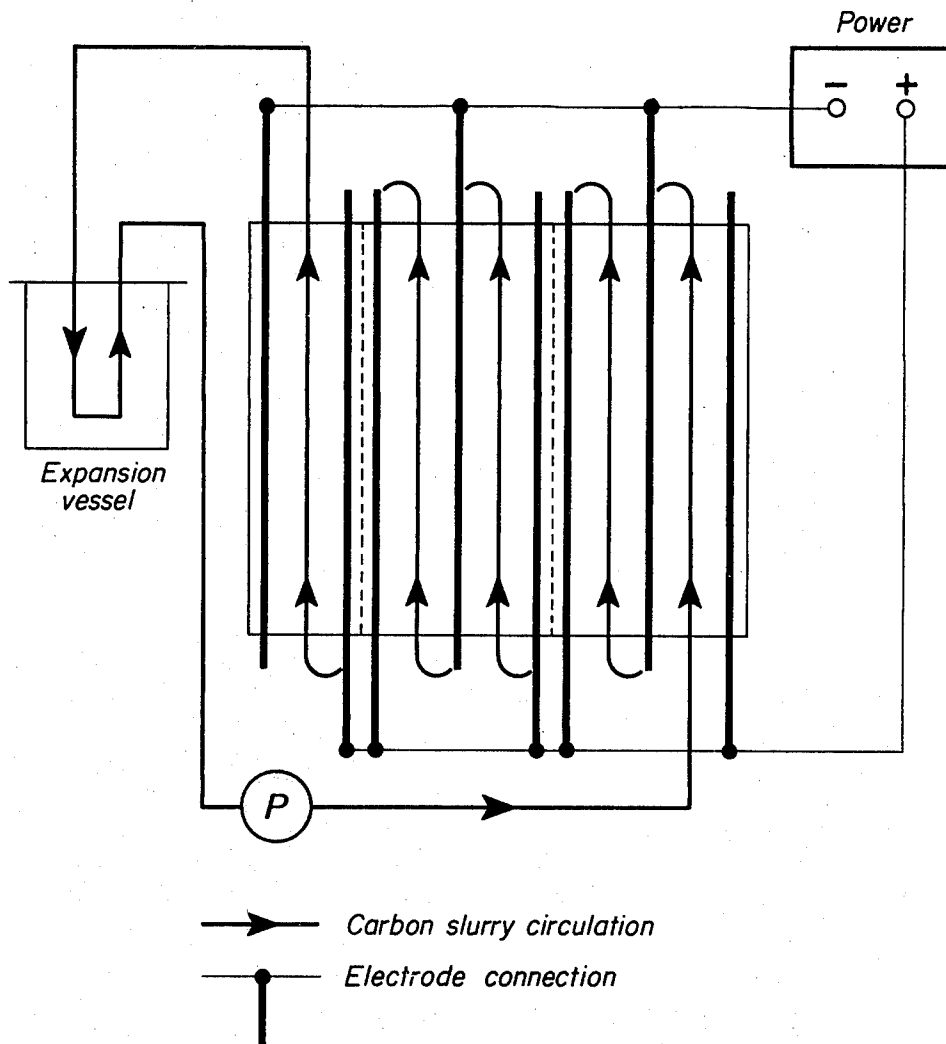 Power
- +
Expansion
vessel
P
Carbon slurry circulation
Electrode connection